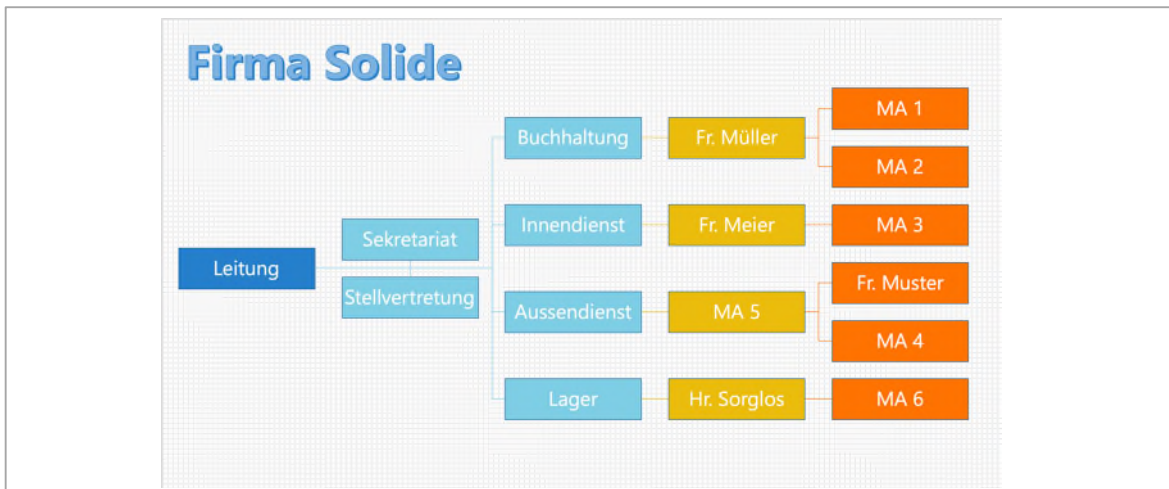 Firma Solide
Leitung
Sekretariat
Stellvertretung
Buchhaltung
Fr. Müller
MA 1
MA 2
Innendienst
Fr. Meier
MA 3
Aussendienst
MA 5
Fr. Muster
MA 4
Lager
Hr. Sorglos
MA 6